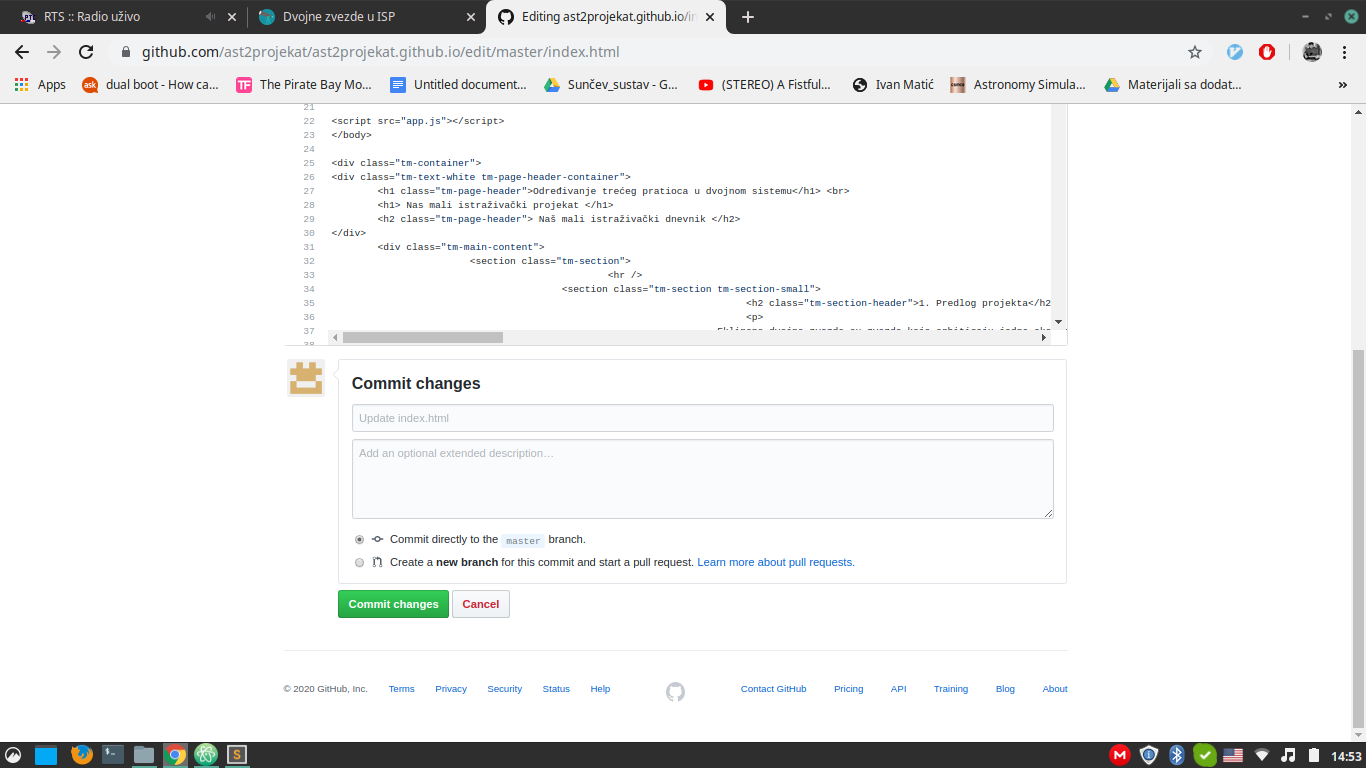 RTS :: Radio uživo
Dvojne zvezde u ISP
Editing ast2projekat.github.io/in
github.com/ast2projekat/ast2projekat.github.io/edit/master/index.html
Apps
dual boot - How ca...
The Pirate Bay Mo...
Untitled document...
Sunčev_sustav - G...
(STEREO) A Fistful...
Ivan Matić
Astronomy Simula...
Materijali sa dodat...
»
21
22 <script src="app.js"></script>
23 </body>
24
25 <div class="tm-container">
26 <div class="tm-text-white tm-page-header-container">
27 <h1 class="tm-page-header">Određivanje trećeg pratioca u dvojnom sistemu</h1> <br>
28 <h1> Nas mali istraživački projekat </h1>
29 <h2 class="tm-page-header"> Naš mali istraživački dnevnik </h2>
30 </div>
31 <div class="tm-main-content">
32 <section class="tm-section">
33 <hr />
34 <section class="tm-section tm-section-small">
35 <h2 class="tm-section-header">1. Predlog projekta</h2
36 <p>
37
38
Commit changes
Update index.html
Add an optional extended description…
Commit directly to the master branch.
Create a new branch for this commit and start a pull request. Learn more about pull requests.
Commit changes
Cancel
© 2020 GitHub, Inc.
Terms
Privacy
Security
Status
Help
Contact GitHub
Pricing
API
Training
Blog
About
14:53